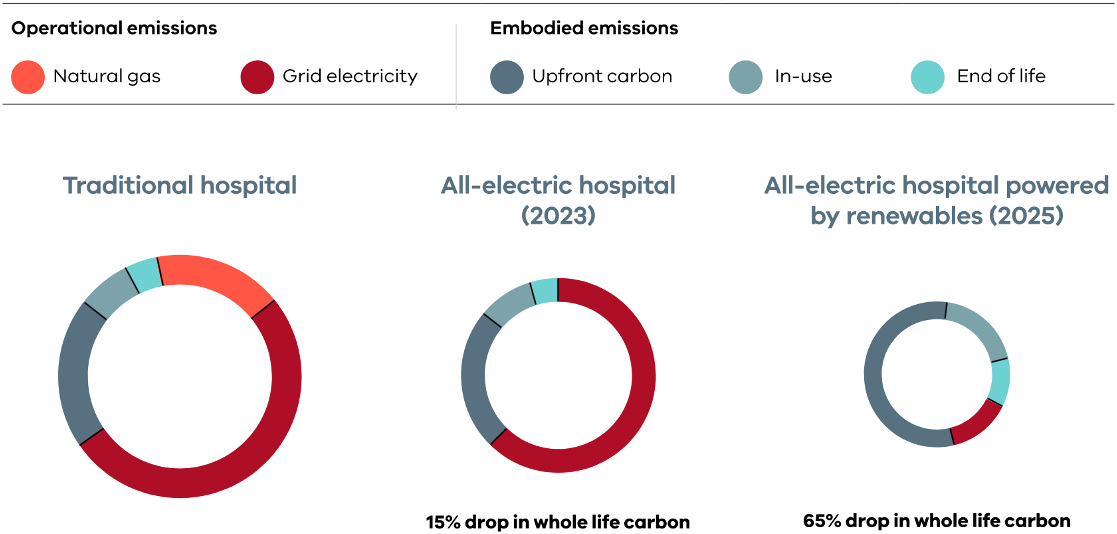 Operational emissions
Natural gas
Grid electricity
Embodied emissions
Upfront carbon
In-use
End of life
Traditional hospital
All-electric hospital
(2023)
15% drop in whole life carbon
All-electric hospital powered
by renewables (2025)
65% drop in whole life carbon